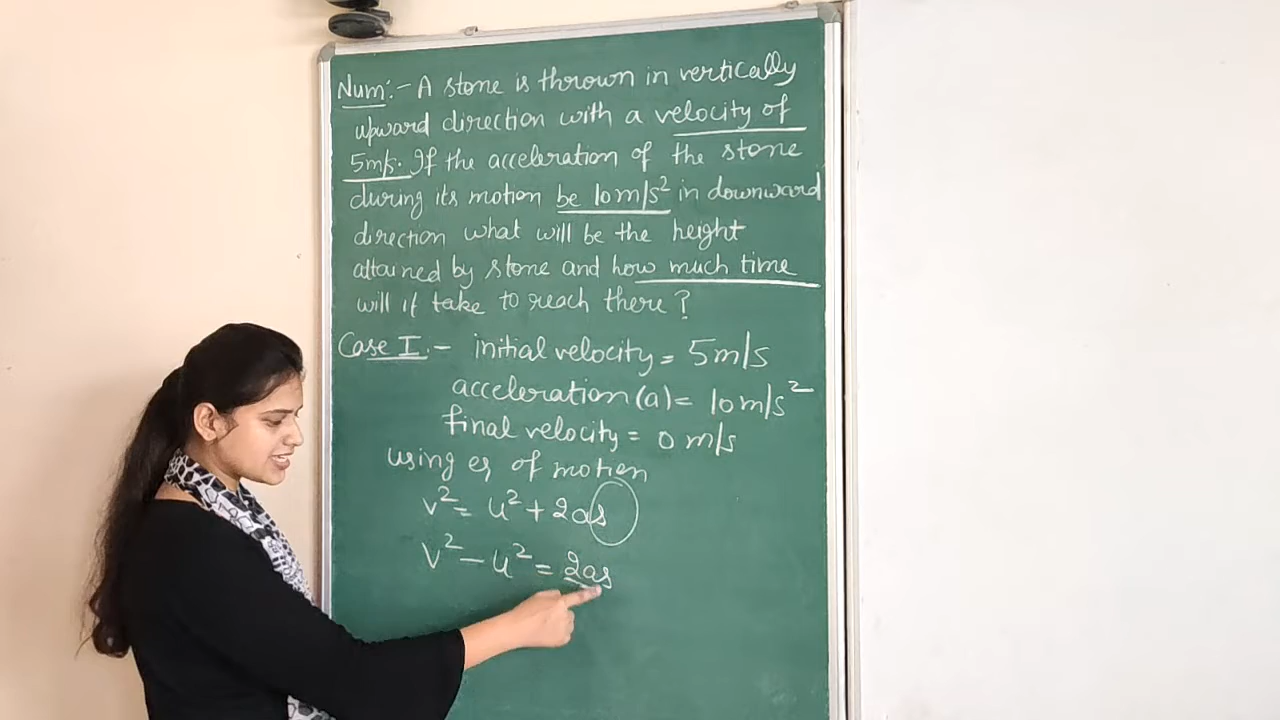 Num:- A stone is thrown in vertically
upward direction with a velocity of
5m/s. If the acceleration of the stone
during its motion be 10m/s² in downward
direction what will be the height
attained by stone and how much time
will it take to reach there?
Case I:- initial velocity = 5m/s
acceleration (a) = 10m/s²
final velocity = 0 m/s
using eq of motion
v² = u² + 2as
v² - u² = 2as